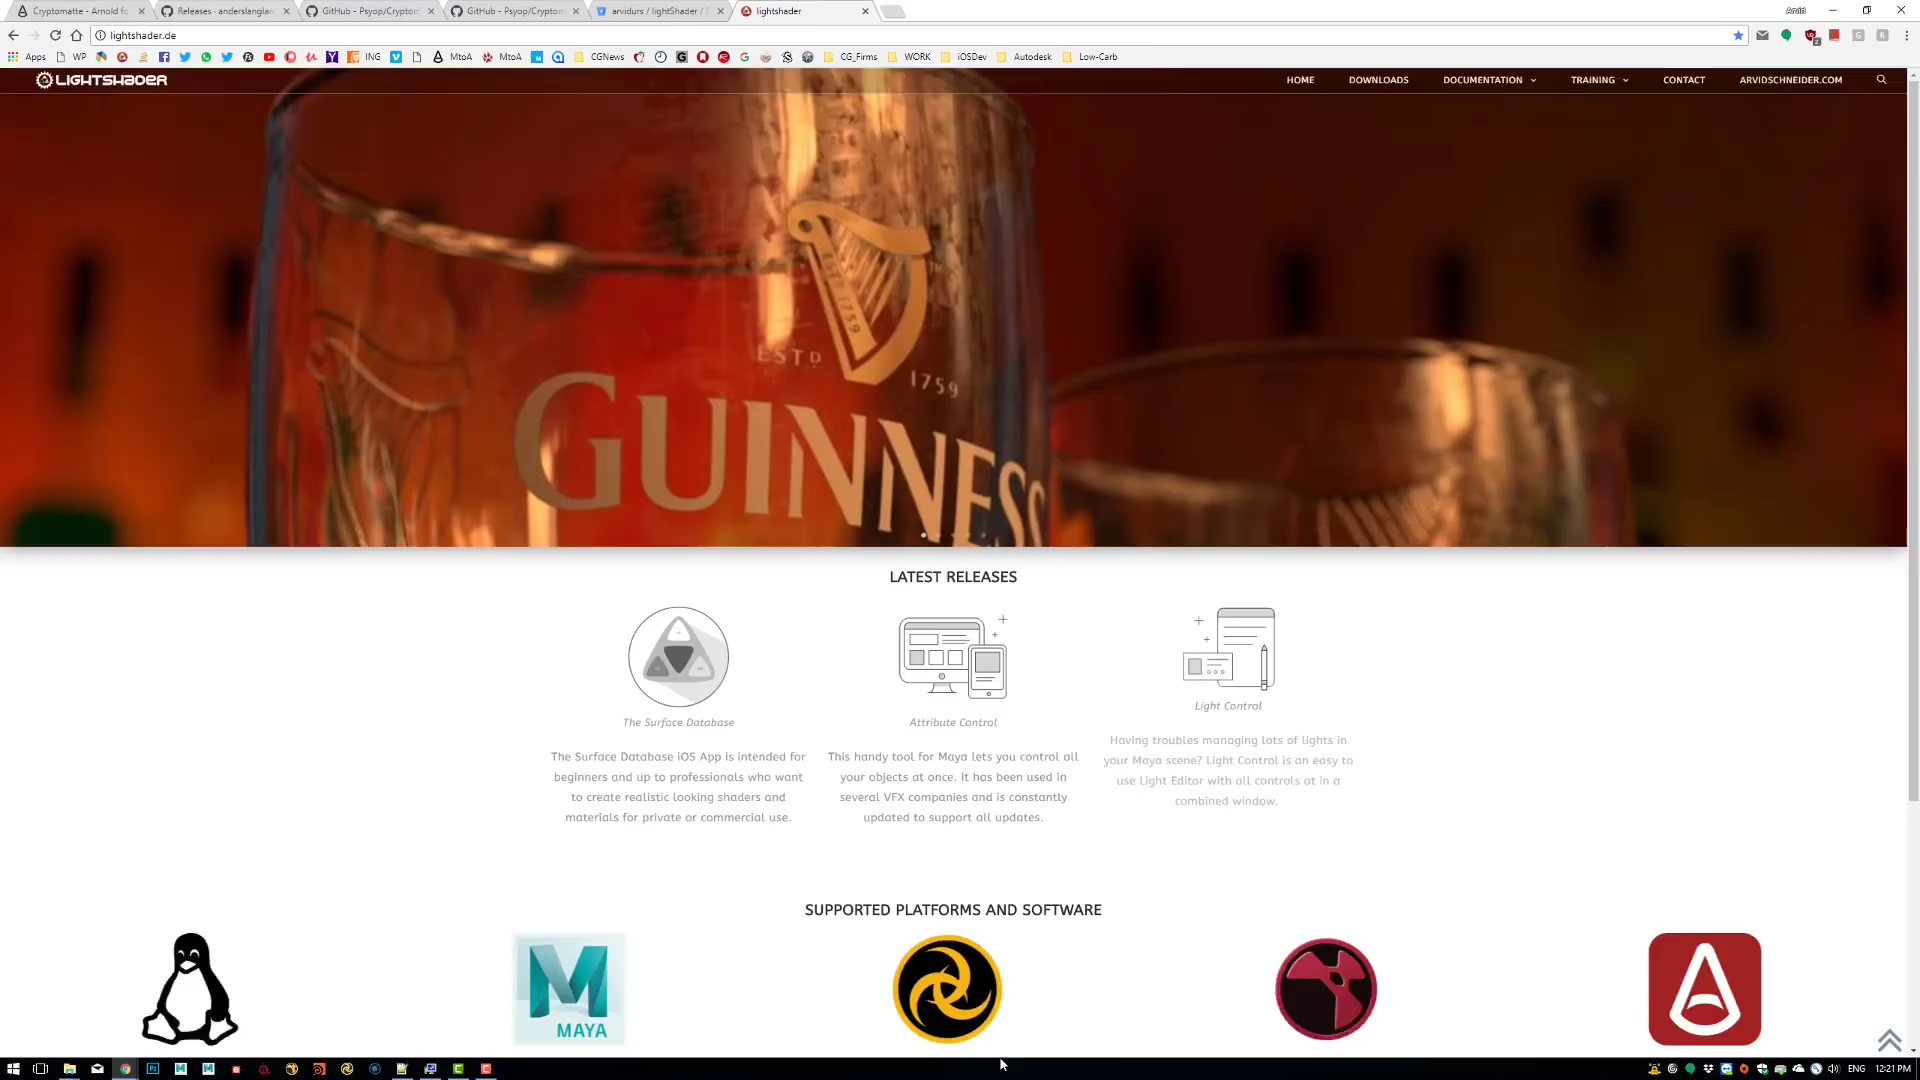 Cryptomatte - Arnold fo
Releases · anderslanglan
GitHub - Psyop/Cryptom
GitHub - Psyop/Cryptom
arvidurs / lightShader /
lightshader
Arvid
lightshader.de
Apps
WP
ING
MtoA
MtoA
CGNews
CG_Firms
WORK
iOSDev
Autodesk
Low-Carb
LIGHTSHADER
HOME
DOWNLOADS
DOCUMENTATION
TRAINING
CONTACT
ARVIDSCHNEIDER.COM
ESTD
1759
GUINNESS
LATEST RELEASES
The Surface Database
The Surface Database iOS App is intended for
beginners and up to professionals who want
to create realistic looking shaders and
materials for private or commercial use.
Attribute Control
This handy tool for Maya lets you control all
your objects at once. It has been used in
several VFX companies and is constantly
updated to support all updates.
Light Control
Having troubles managing lots of lights in
your Maya scene? Light Control is an easy to
use Light Editor with all controls at in a
combined window.
SUPPORTED PLATFORMS AND SOFTWARE
MAYA
ENG
12:21 PM